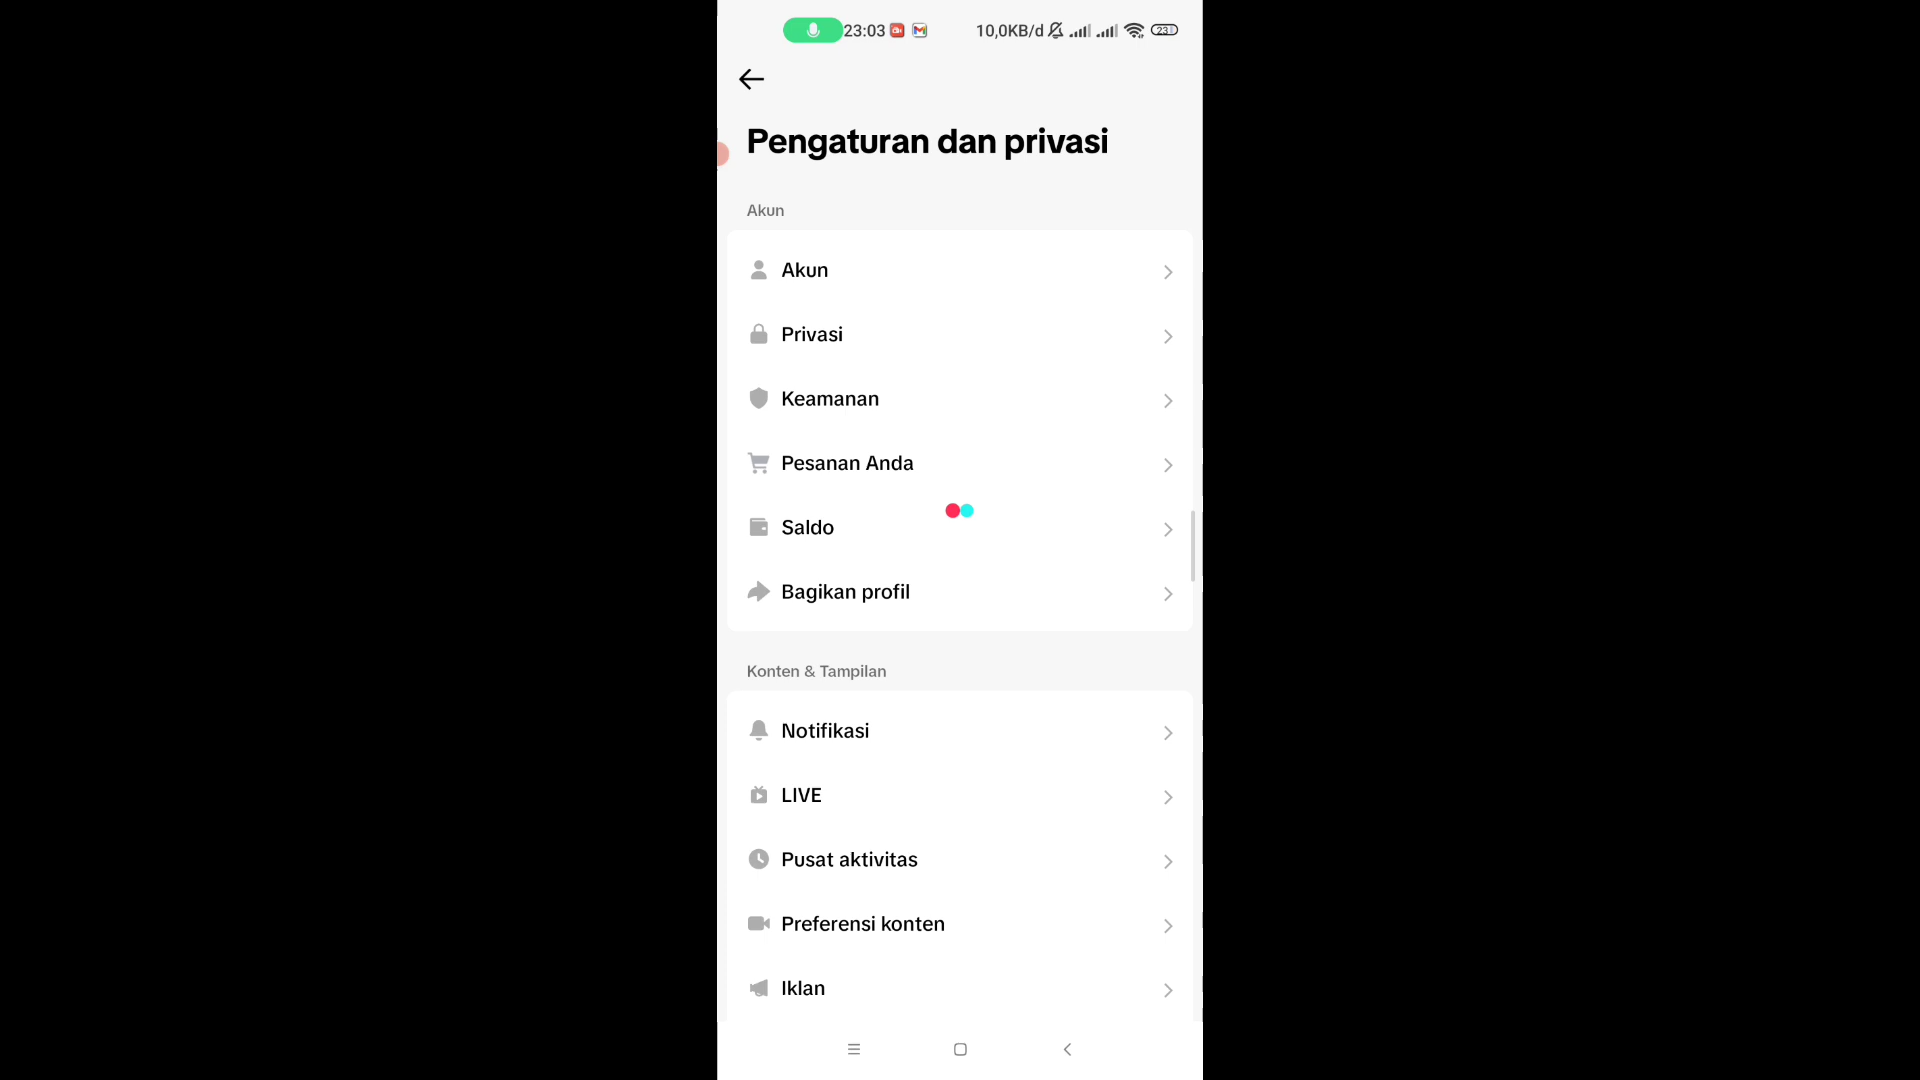 23:03 10,0KB/d 23
Pengaturan dan privasi
Akun
Akun
Privasi
Keamanan
Pesanan Anda
Saldo
Bagikan profil
Konten & Tampilan
Notifikasi
LIVE
Pusat aktivitas
Preferensi konten
Iklan